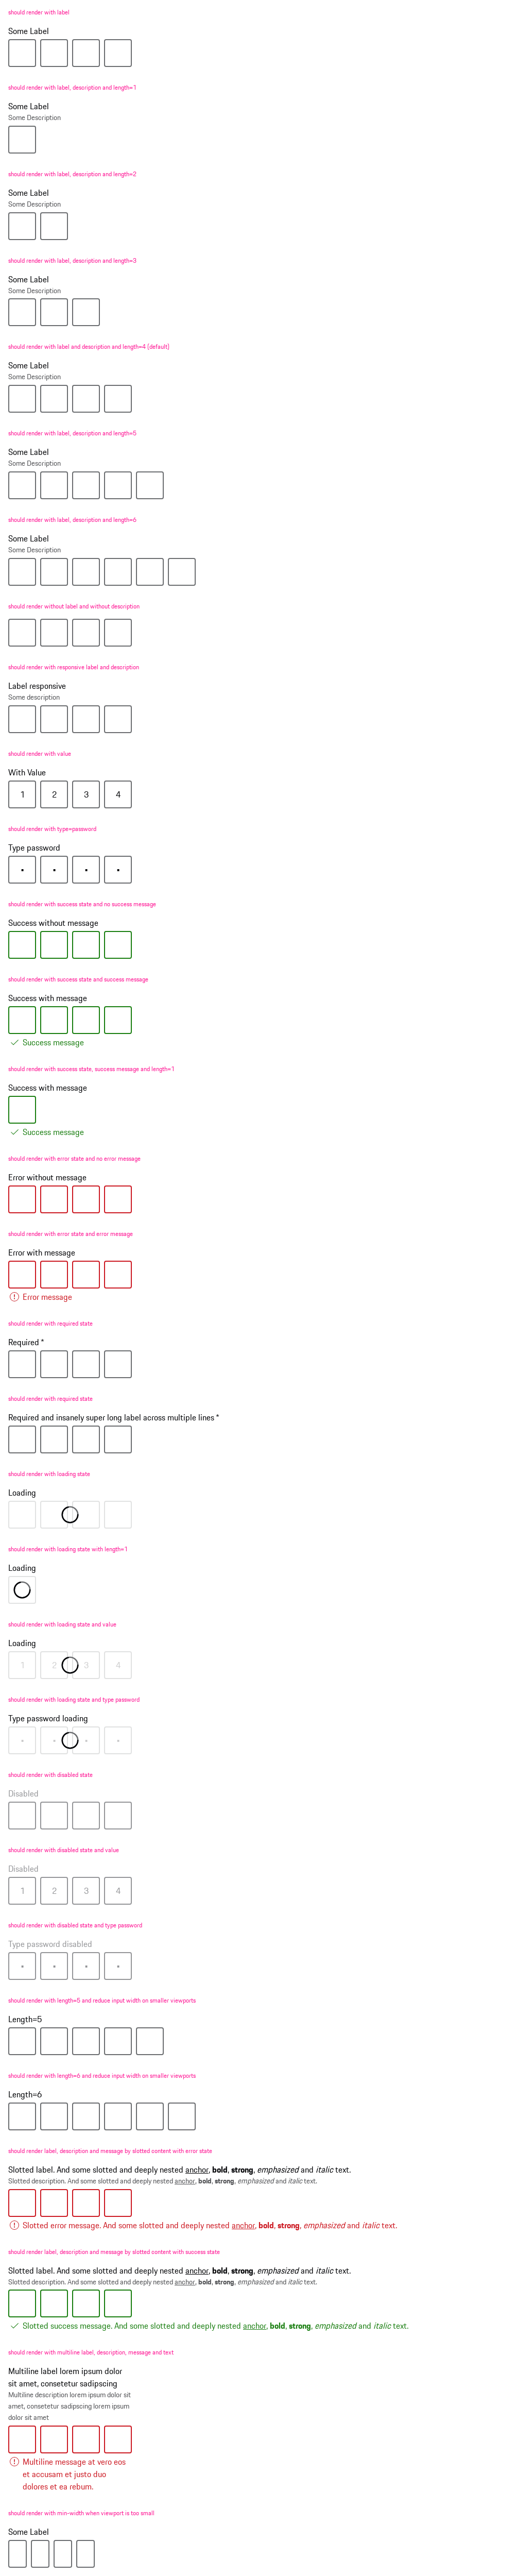 should render with label
Some Label
should render with label, description and length=1
Some Label
Some Description
should render with label, description and length=2
Some Label
Some Description
should render with label, description and length=3
Some Label
Some Description
should render with label and description and length=4 (default)
Some Label
Some Description
should render with label, description and length=5
Some Label
Some Description
should render with label, description and length=6
Some Label
Some Description
should render without label and without description
should render with responsive label and description
Label responsive
Some description
should render with value
With Value
1 2 3 4
should render with type=password
Type password
• • • •
should render with success state and no success message
Success without message
should render with success state and success message
Success with message
Success message
should render with success state, success message and length=1
Success with message
Success message
should render with error state and no error message
Error without message
should render with error state and error message
Error with message
Error message
should render with required state
Required *
should render with required state
Required and insanely super long label across multiple lines *
should render with loading state
Loading
should render with loading state with length=1
Loading
should render with loading state and value
Loading
1 2 3 4
should render with loading state and type password
Type password loading
• • • •
should render with disabled state
Disabled
should render with disabled state and value
Disabled
1 2 3 4
should render with disabled state and type password
Type password disabled
• • • •
should render with length=5 and reduce input width on smaller viewports
Length=5
should render with length=6 and reduce input width on smaller viewports
Length=6
should render label, description and message by slotted content with error state
Slotted label. And some slotted and deeply nested anchor, bold, strong, emphasized and italic text.
Slotted description. And some slotted and deeply nested anchor, bold, strong, emphasized and italic text.
Slotted error message. And some slotted and deeply nested anchor, bold, strong, emphasized and italic text.
should render label, description and message by slotted content with success state
Slotted label. And some slotted and deeply nested anchor, bold, strong, emphasized and italic text.
Slotted description. And some slotted and deeply nested anchor, bold, strong, emphasized and italic text.
Slotted success message. And some slotted and deeply nested anchor, bold, strong, emphasized and italic text.
should render with multiline label, description, message and text
Multiline label lorem ipsum dolor
sit amet, consetetur sadipscing
Multiline description lorem ipsum dolor sit
amet, consetetur sadipscing lorem ipsum
dolor sit amet
Multiline message at vero eos
et accusam et justo duo
dolores et ea rebum.
should render with min-width when viewport is too small
Some Label